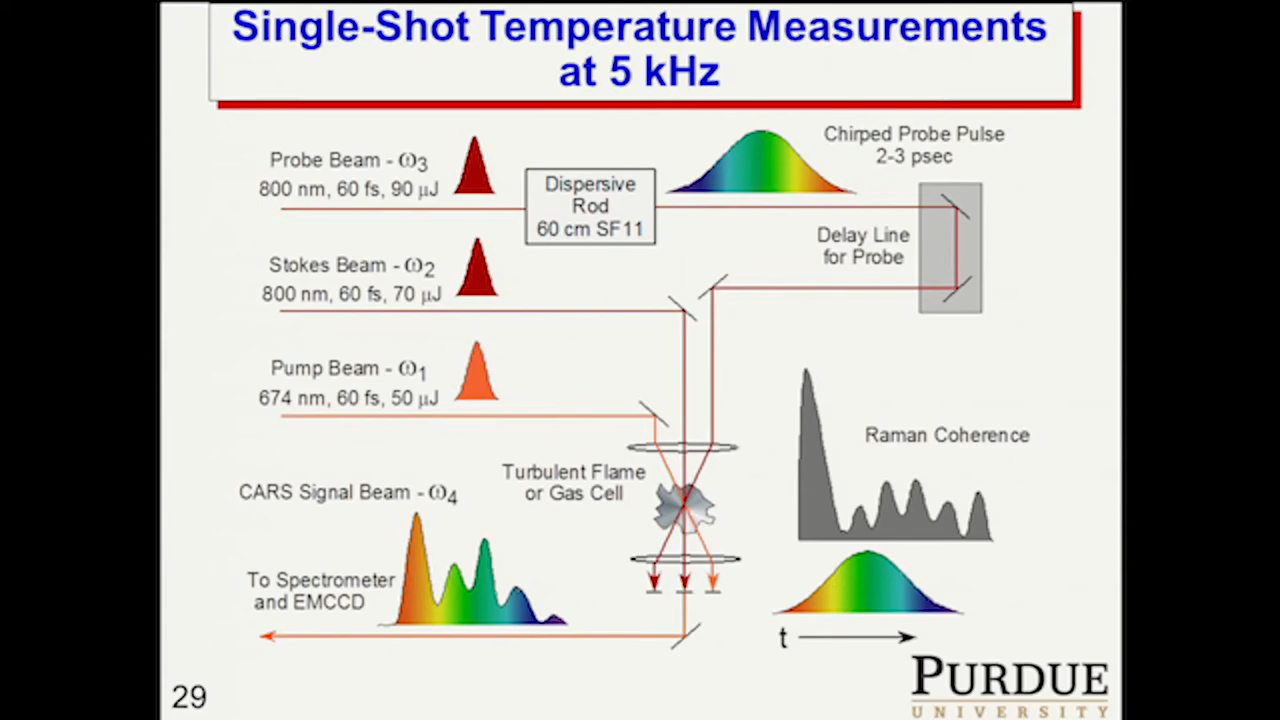 Single-Shot Temperature Measurements
at 5 kHz
Probe Beam - ω3
800 nm, 60 fs, 90 μJ
Dispersive
Rod
60 cm SF11
Chirped Probe Pulse
2-3 psec
Delay Line
for Probe
Stokes Beam - ω2
800 nm, 60 fs, 70 μJ
Pump Beam - ω1
674 nm, 60 fs, 50 μJ
Raman Coherence
Turbulent Flame
or Gas Cell
CARS Signal Beam - ω4
To Spectrometer
and EMCCD
t
29
PURDUE
UNIVERSITY